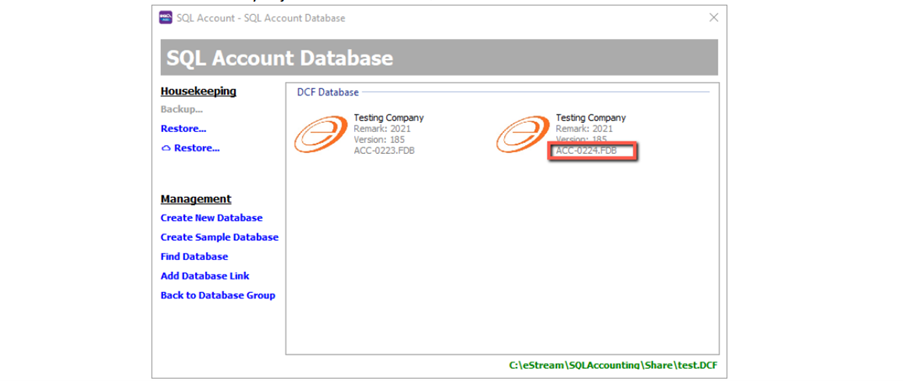 SQL Account - SQL Account Database
SQL Account Database
Housekeeping
Backup...
Restore...
Restore...
Management
Create New Database
Create Sample Database
Find Database
Add Database Link
Back to Database Group
DCF Database
Testing Company
Remark: 2021
Version: 185
ACC-0223.FDB
Testing Company
Remark: 2021
Version: 185
ACC-0224.FDB
C:\eStream\SQLAccounting\Share\test.DCF